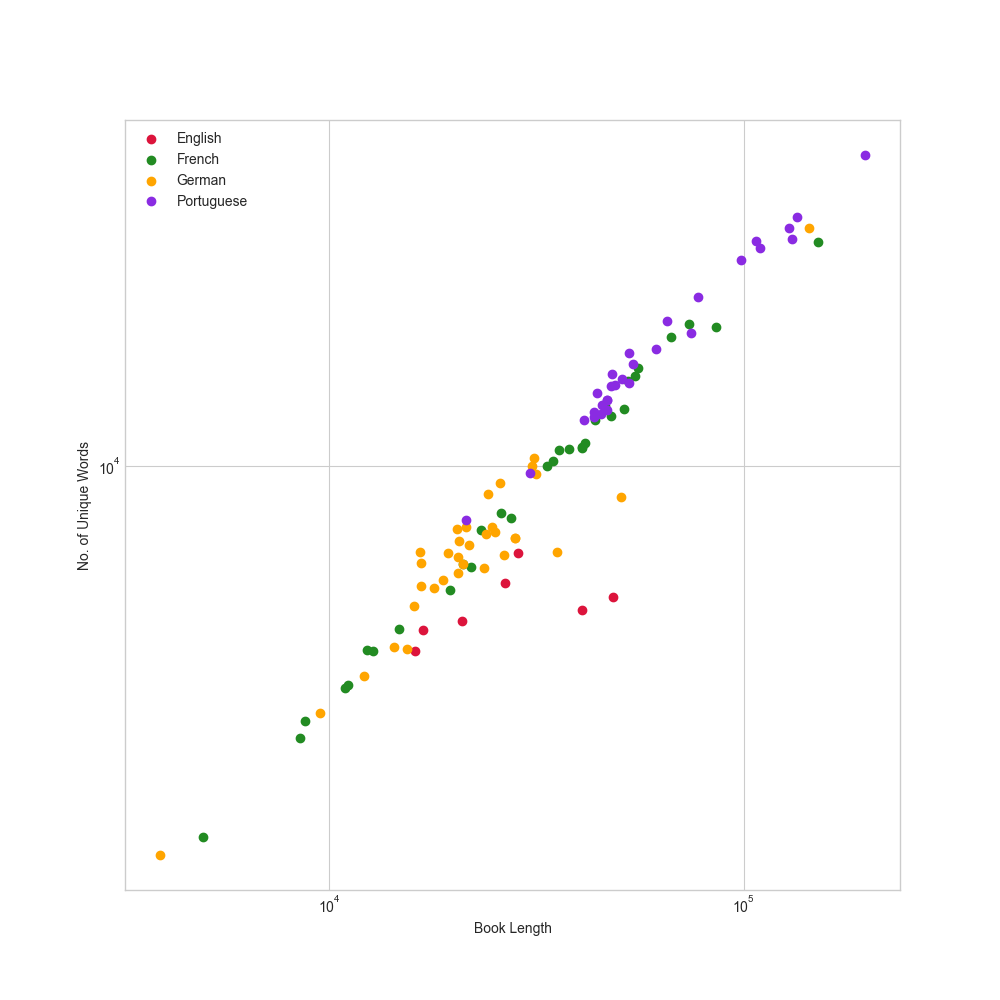 English
French
German
Portuguese
No. of Unique Words
10^4
10^4
10^5
Book Length